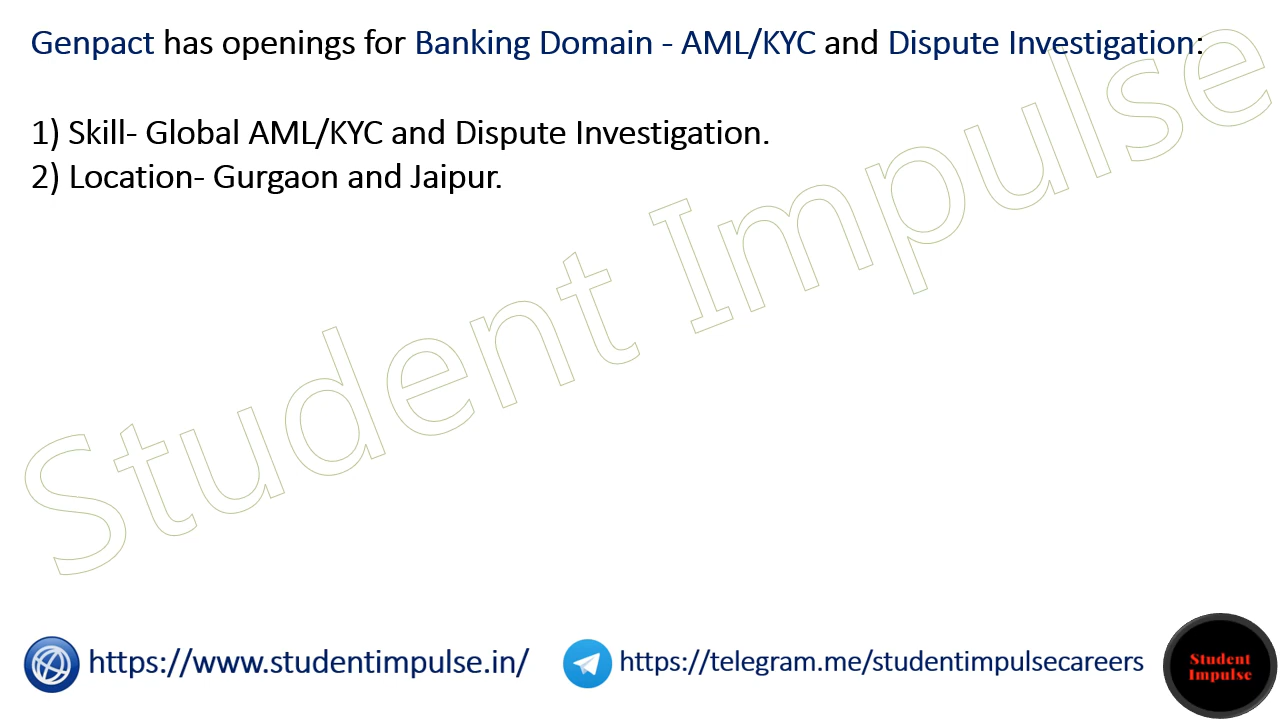 Genpact has openings for Banking Domain - AML/KYC and Dispute Investigation:
1) Skill- Global AML/KYC and Dispute Investigation.
2) Location- Gurgaon and Jaipur.
Student Impulse
https://www.studentimpulse.in/
https://telegram.me/studentimpulsecareers
Student
Impulse